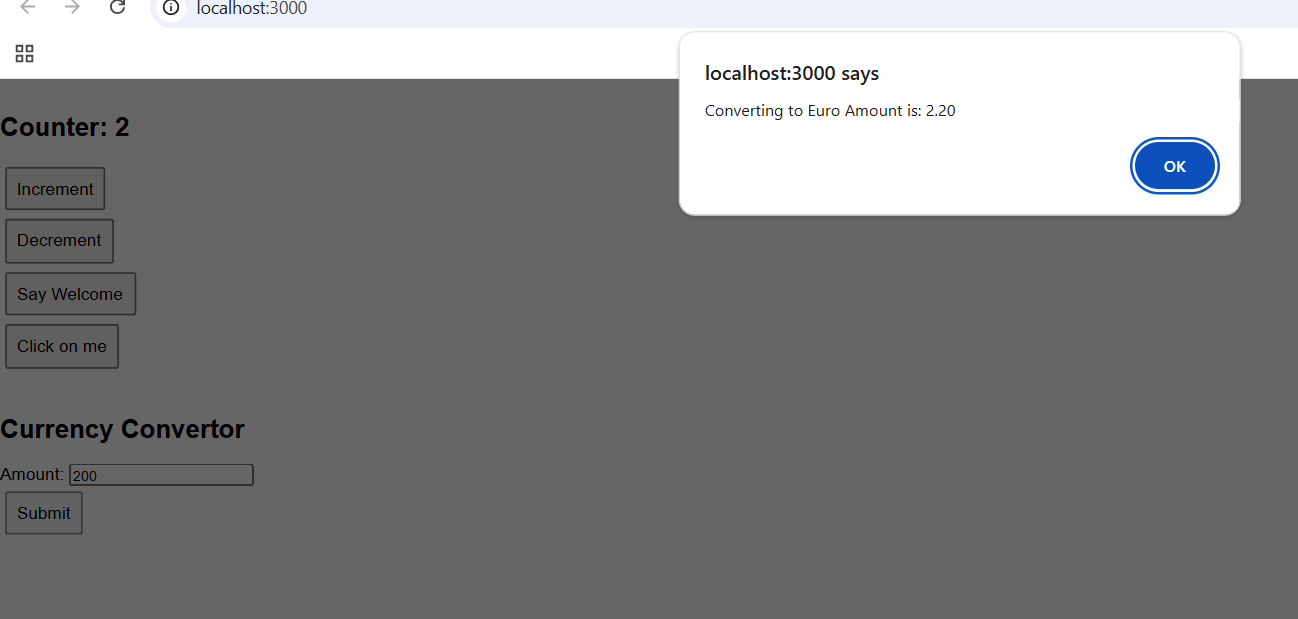 localhost:3000
localhost:3000 says
Converting to Euro Amount is: 2.20
OK
Counter: 2
Increment
Decrement
Say Welcome
Click on me
Currency Convertor
Amount: 200
Submit